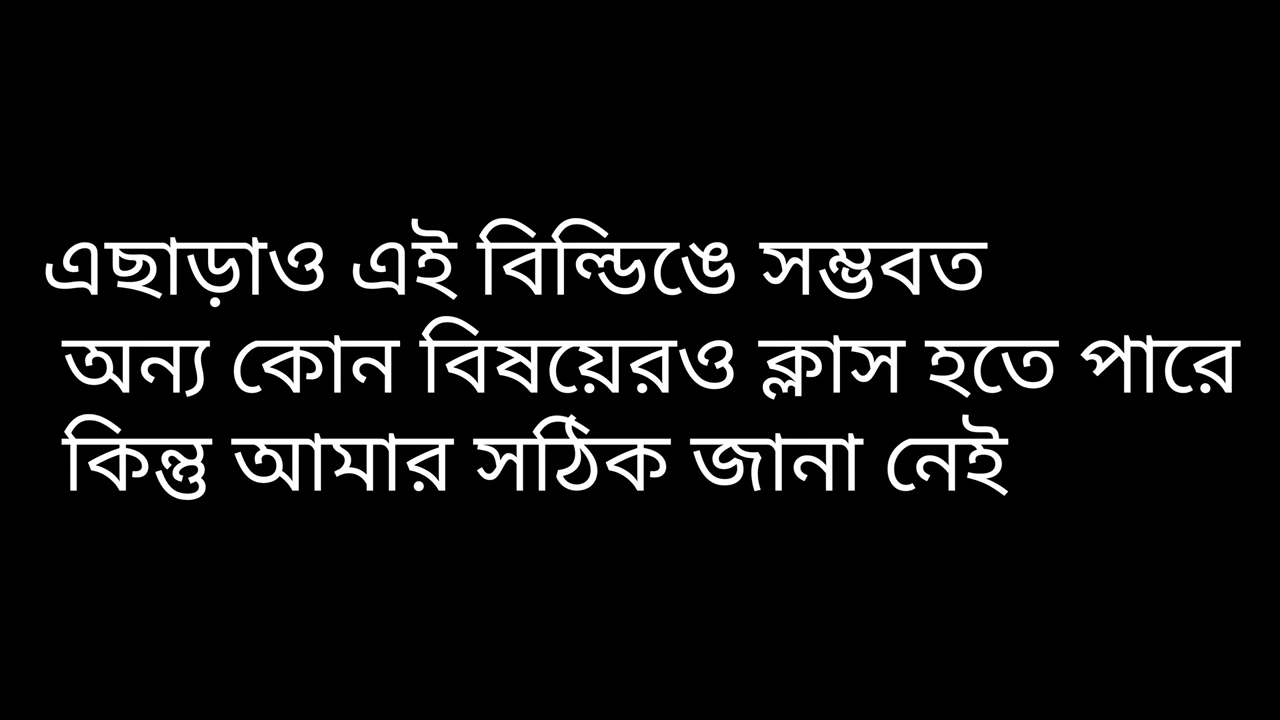 এছাড়াও এই বিল্ডিঙে সম্ভবত
অন্য কোন বিষয়েরও ক্লাস হতে পারে
কিন্তু আমার সঠিক জানা নেই